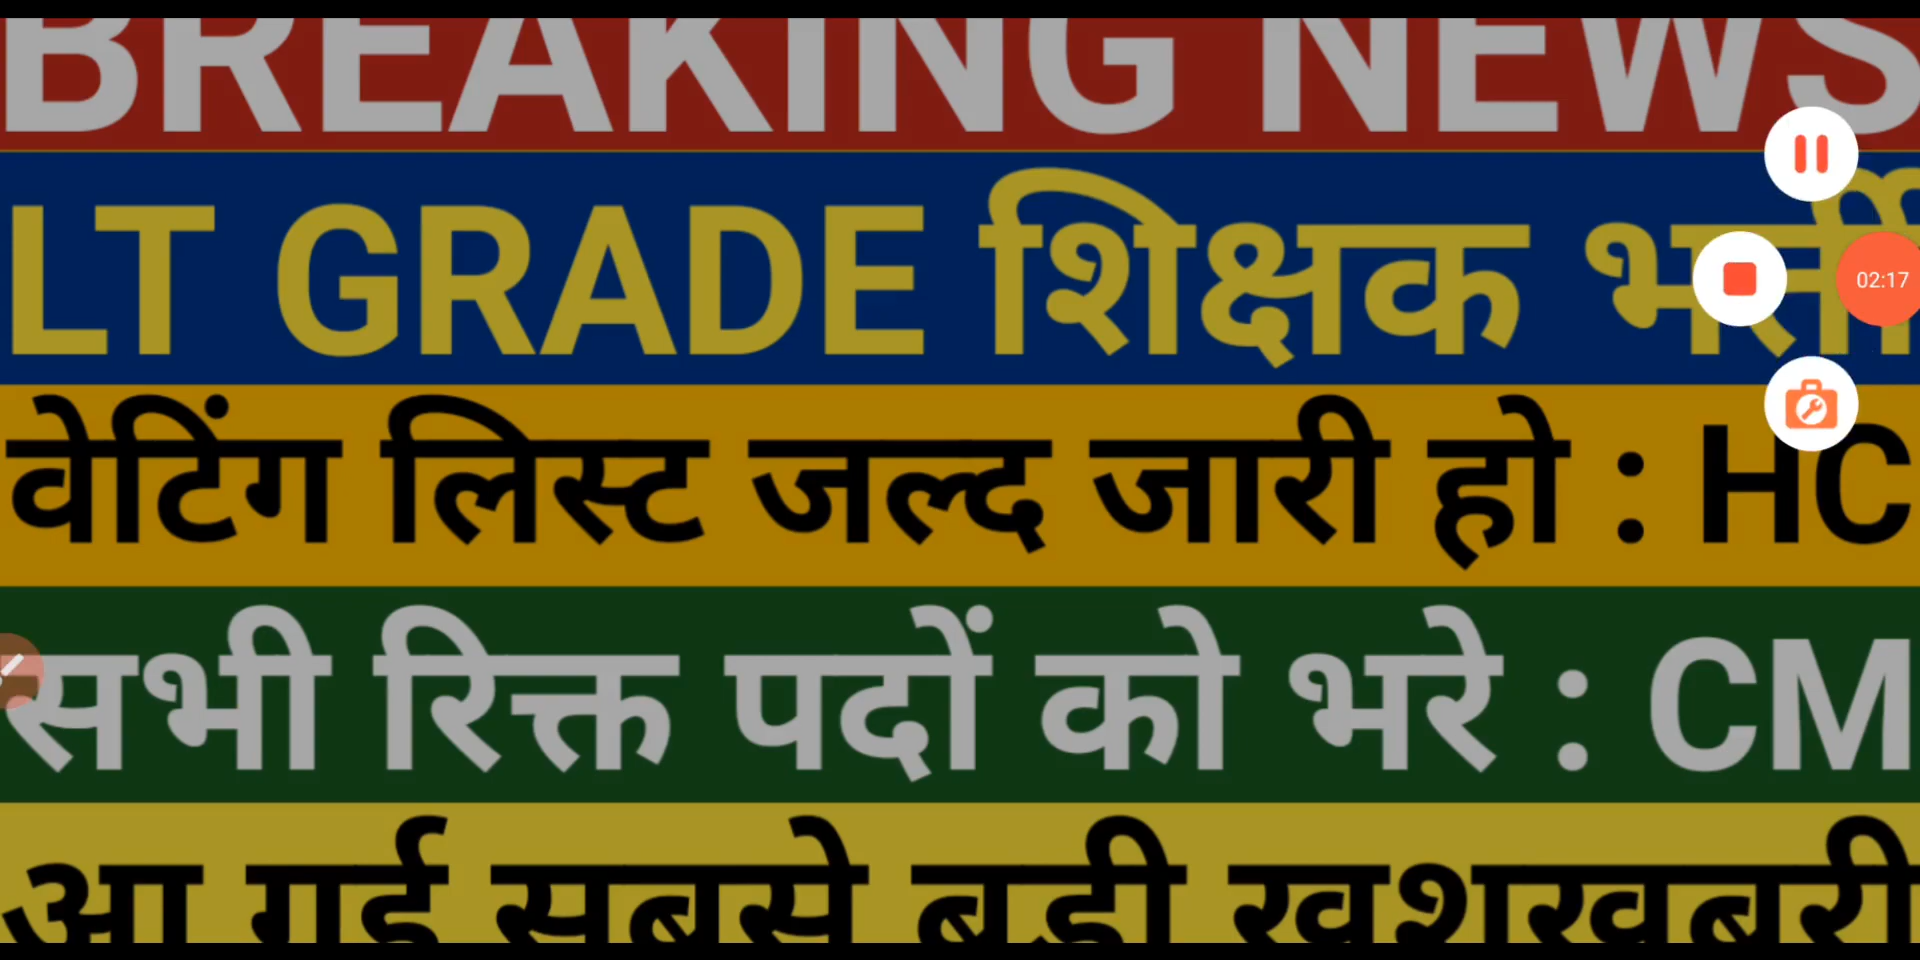 BREAKING NEWS
LT GRADE शिक्षक भर्ती
02:17
वेटिंग लिस्ट जल्द जारी हो : HC
सभी रिक्त पदों को भरे : CM
आ गई सबसे बड़ी खुशखबरी